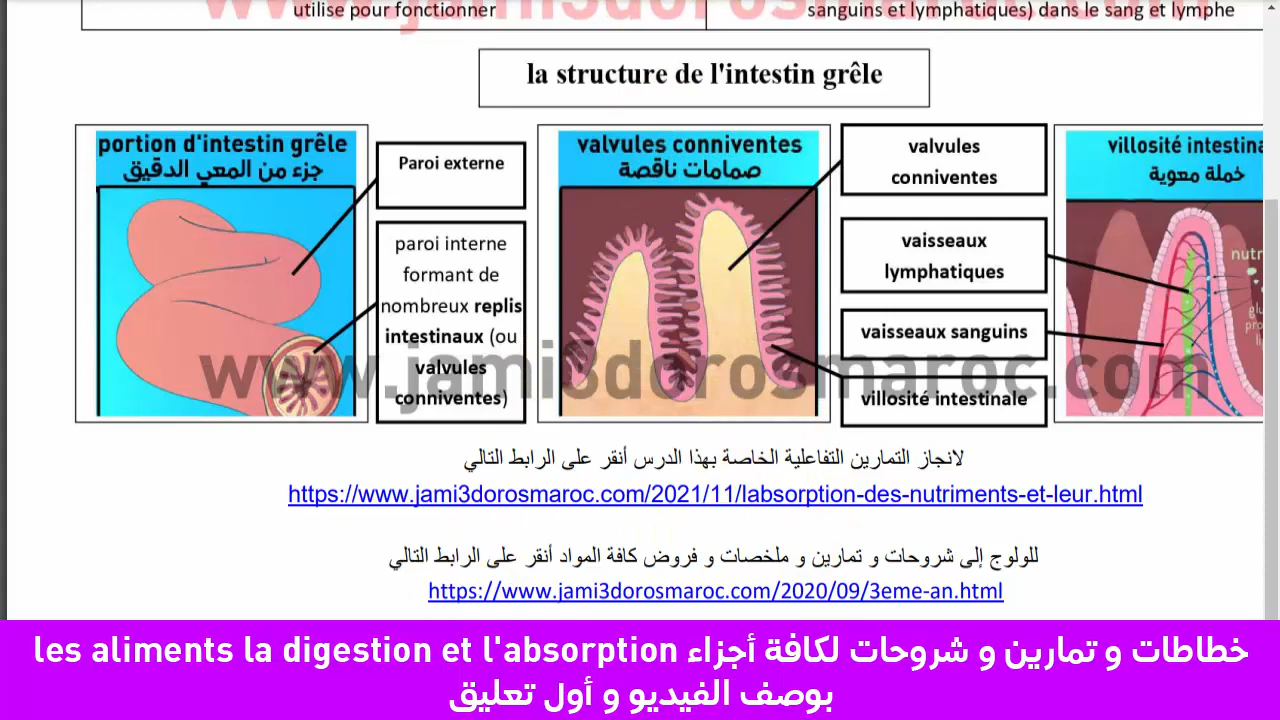 utilise pour fonctionner
sanguins et lymphatiques) dans le sang et lymphe
la structure de l'intestin grêle
portion d'intestin grêle
جزء من المعي الدقيق
Paroi externe
paroi interne
formant de
nombreux replis
intestinaux (ou
valvules
conniventes)
valvules conniventes
صمامات ناقصة
valvules
conniventes
vaisseaux
lymphatiques
vaisseaux sanguins
villosité intestinale
villosité intestina
خملة معوية
nutr
www.jami3dorosmaroc.com
لانجاز التمارين التفاعلية الخاصة بهذا الدرس أنقر على الرابط التالي
https://www.jami3dorosmaroc.com/2021/11/labsorption-des-nutriments-et-leur.html
للولوج إلى شروحات و تمارين و ملخصات و فروض كافة المواد أنقر على الرابط التالي
https://www.jami3dorosmaroc.com/2020/09/3eme-an.html
خطاطات و تمارين و شروحات لكافة أجزاء les aliments la digestion et l'absorption
بوصف الفيديو و أول تعليق